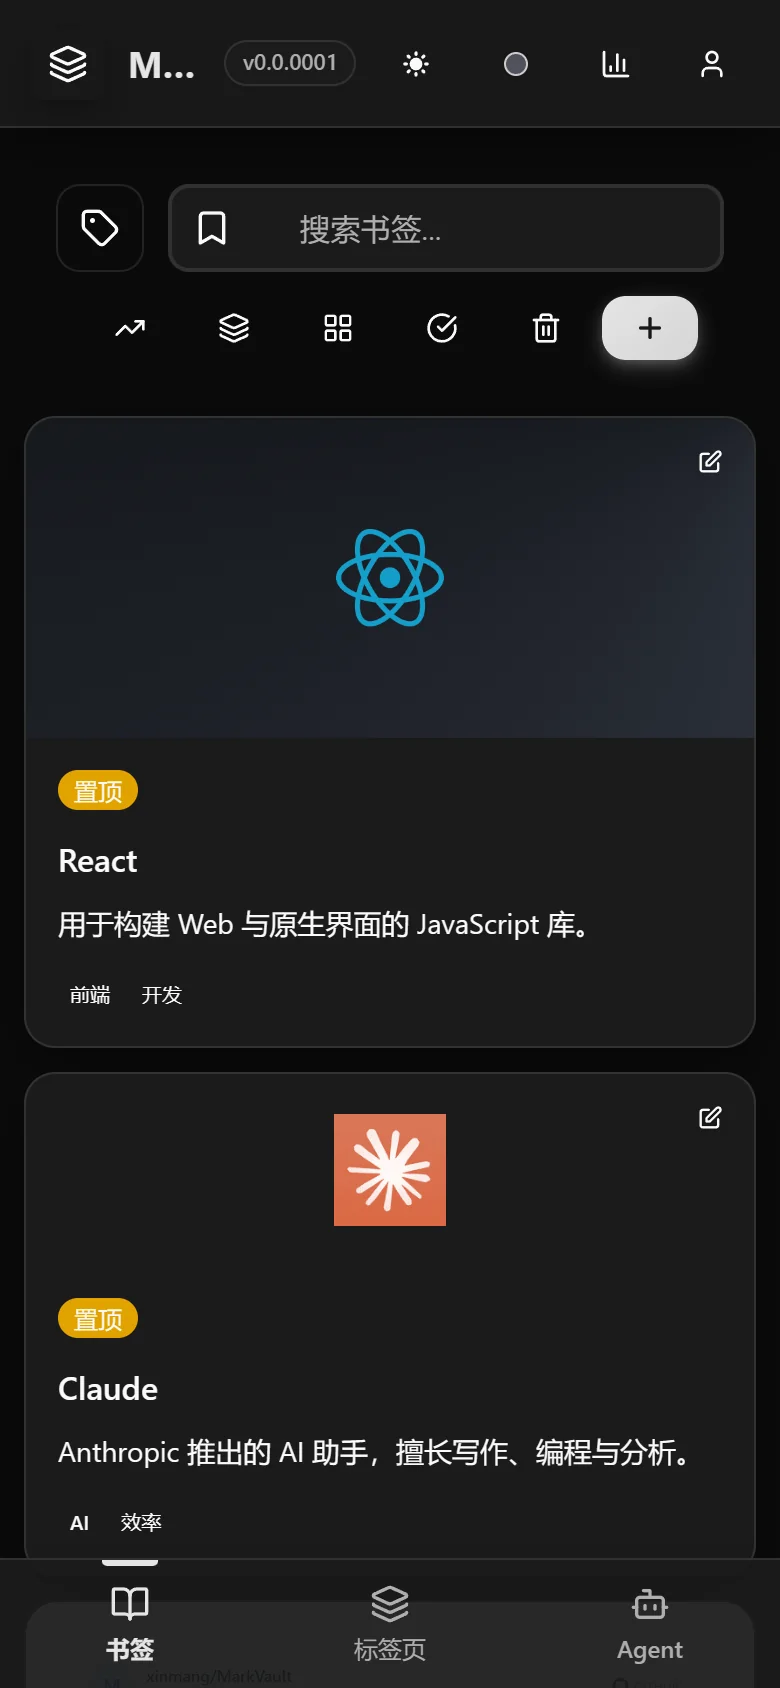 M...
v0.0.0001
搜索书签...
置顶
React
用于构建 Web 与原生界面的 JavaScript 库。
前端 开发
置顶
Claude
Anthropic 推出的 AI 助手，擅长写作、编程与分析。
AI 效率
xinmang/MarkVault
书签 标签页 Agent